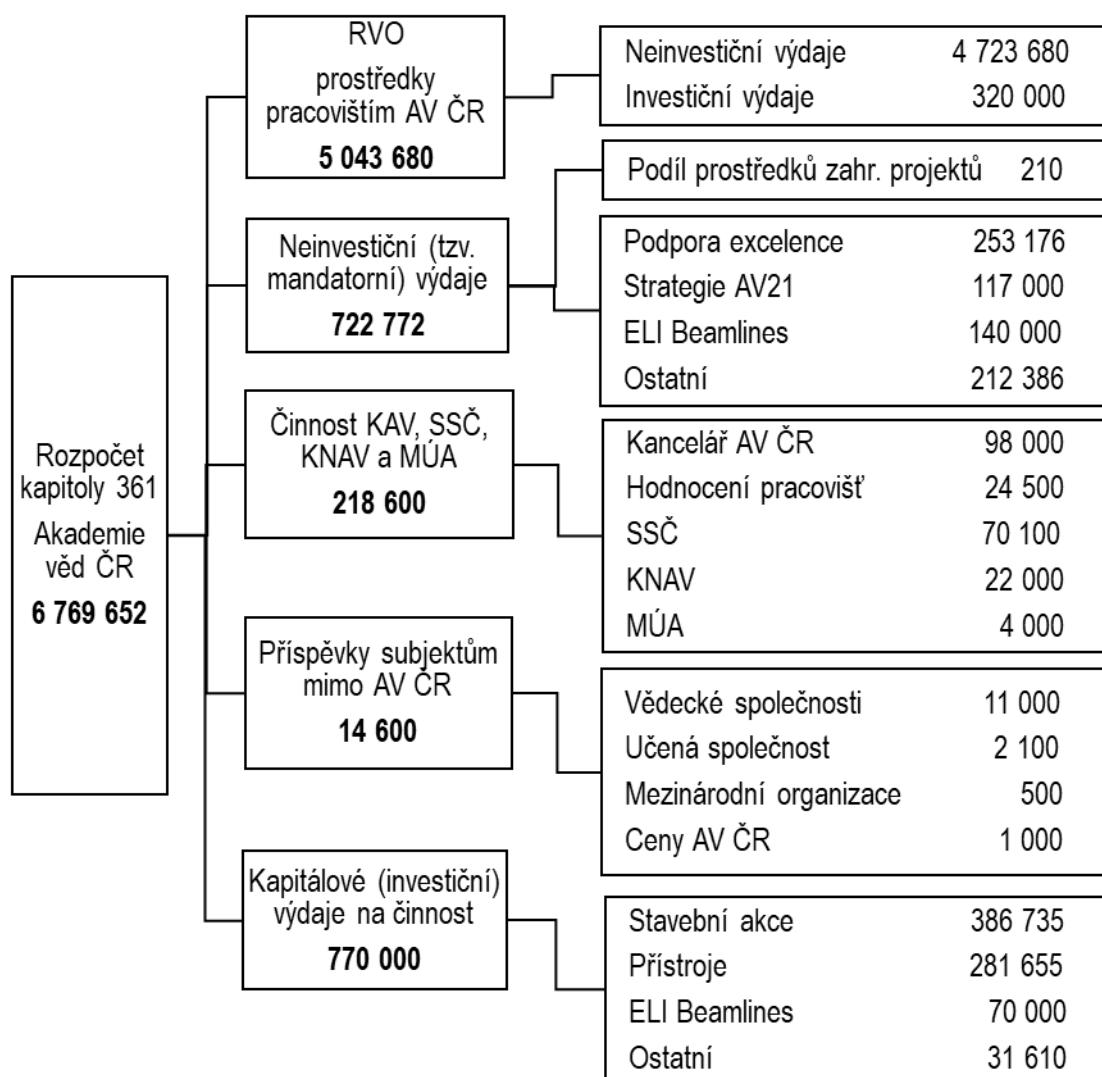 Rozpočet
kapitoly 361
Akademie
věd ČR
6 769 652
RVO
prostředky
pracovištím AV ČR
5 043 680
Neinvestiční výdaje 4 723 680
Investiční výdaje 320 000
Neinvestiční (tzv.
mandatorní) výdaje
722 772
Podíl prostředků zahr. projektů 210
Podpora excelence 253 176
Strategie AV21 117 000
ELI Beamlines 140 000
Ostatní 212 386
Činnost KAV, SSČ,
KNAV a MÚA
218 600
Kancelář AV ČR 98 000
Hodnocení pracovišť 24 500
SSČ 70 100
KNAV 22 000
MÚA 4 000
Příspěvky subjektům
mimo AV ČR
14 600
Vědecké společnosti 11 000
Učená společnost 2 100
Mezinárodní organizace 500
Ceny AV ČR 1 000
Kapitálové (investiční)
výdaje na činnost
770 000
Stavební akce 386 735
Přístroje 281 655
ELI Beamlines 70 000
Ostatní 31 610